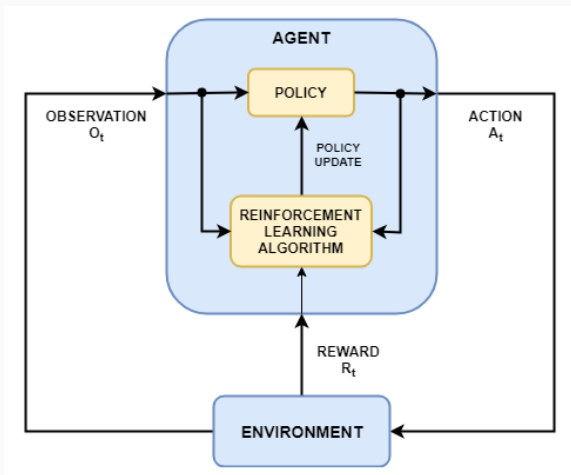 AGENT
OBSERVATION
Oₜ
POLICY
ACTION
Aₜ
POLICY
UPDATE
REINFORCEMENT
LEARNING
ALGORITHM
REWARD
Rₜ
ENVIRONMENT